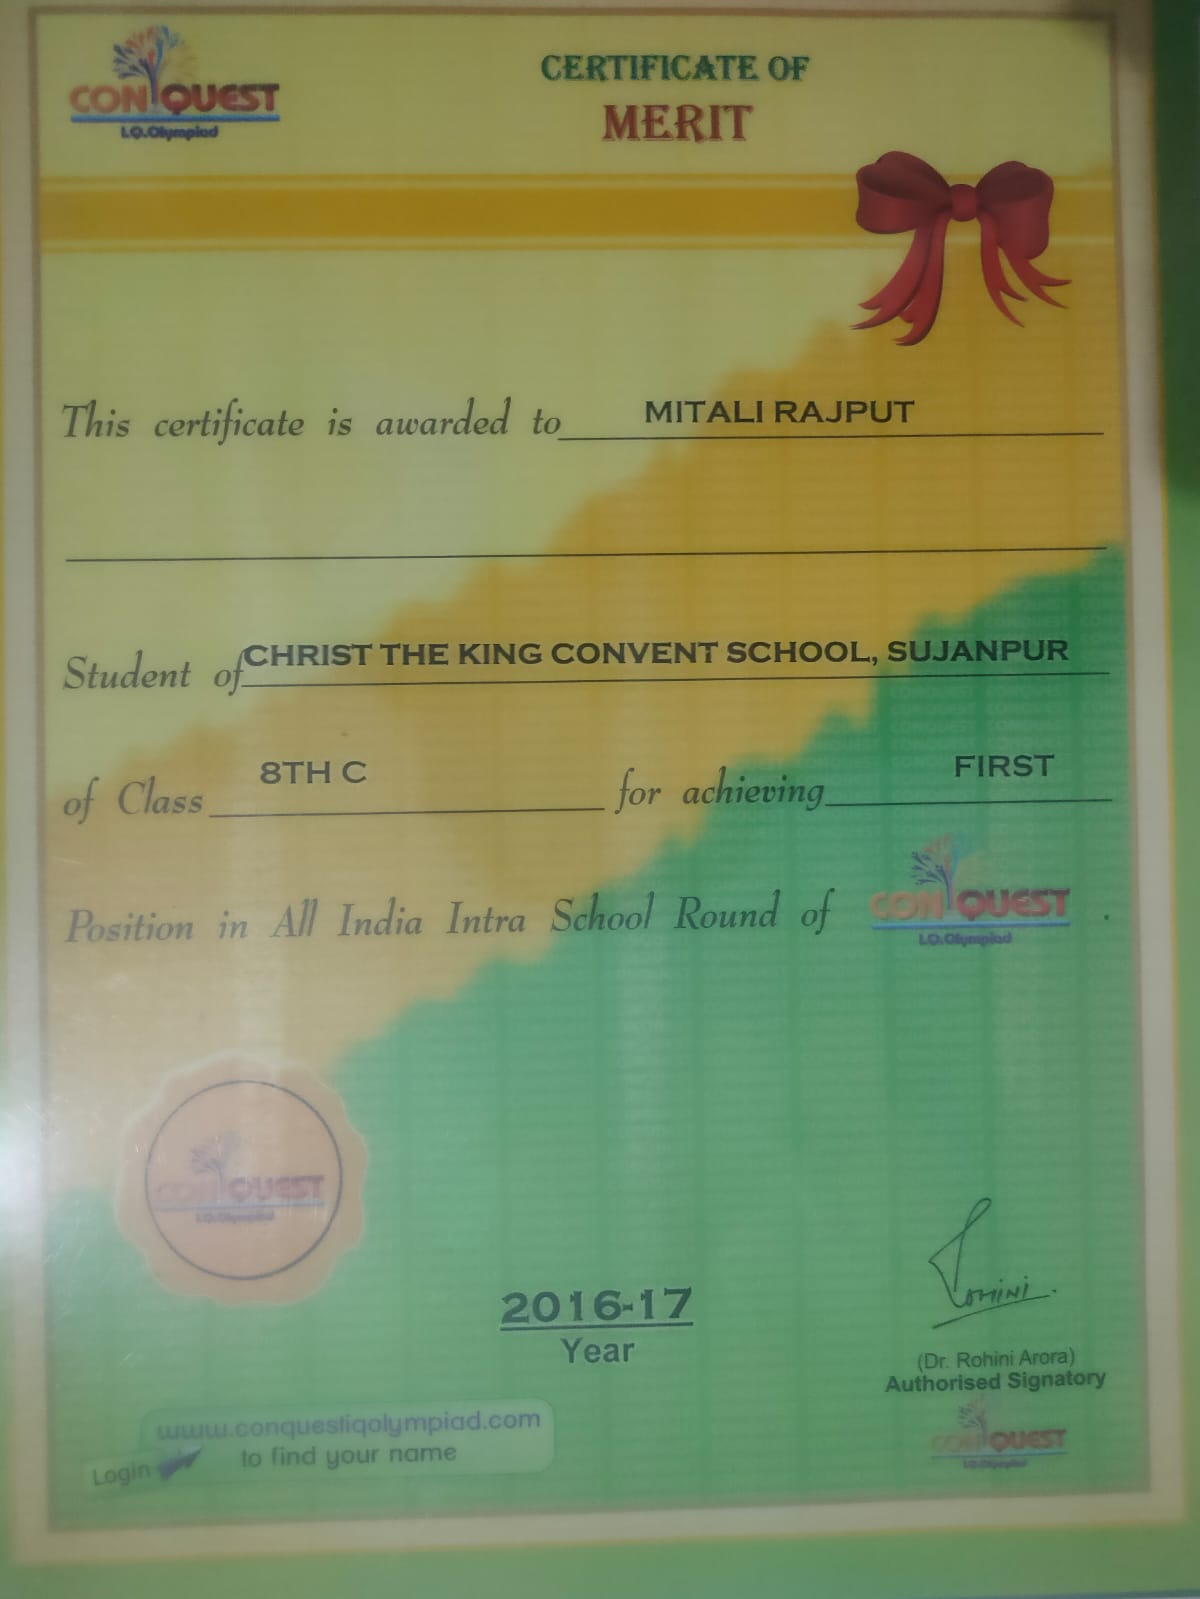 CONQUEST
I.Q.Olympiad
CERTIFICATE OF
MERIT
This certificate is awarded to MITALI RAJPUT
Student of CHRIST THE KING CONVENT SCHOOL, SUJANPUR
of Class 8TH C for achieving FIRST
Position in All India Intra School Round of CONQUEST I.Q.Olympiad .
CONQUEST
I.Q.Olympiad
2016-17
Year
Rohini
(Dr. Rohini Arora)
Authorised Signatory
CONQUEST
I.Q.Olympiad
www.conquestiqolympiad.com
Login to find your name